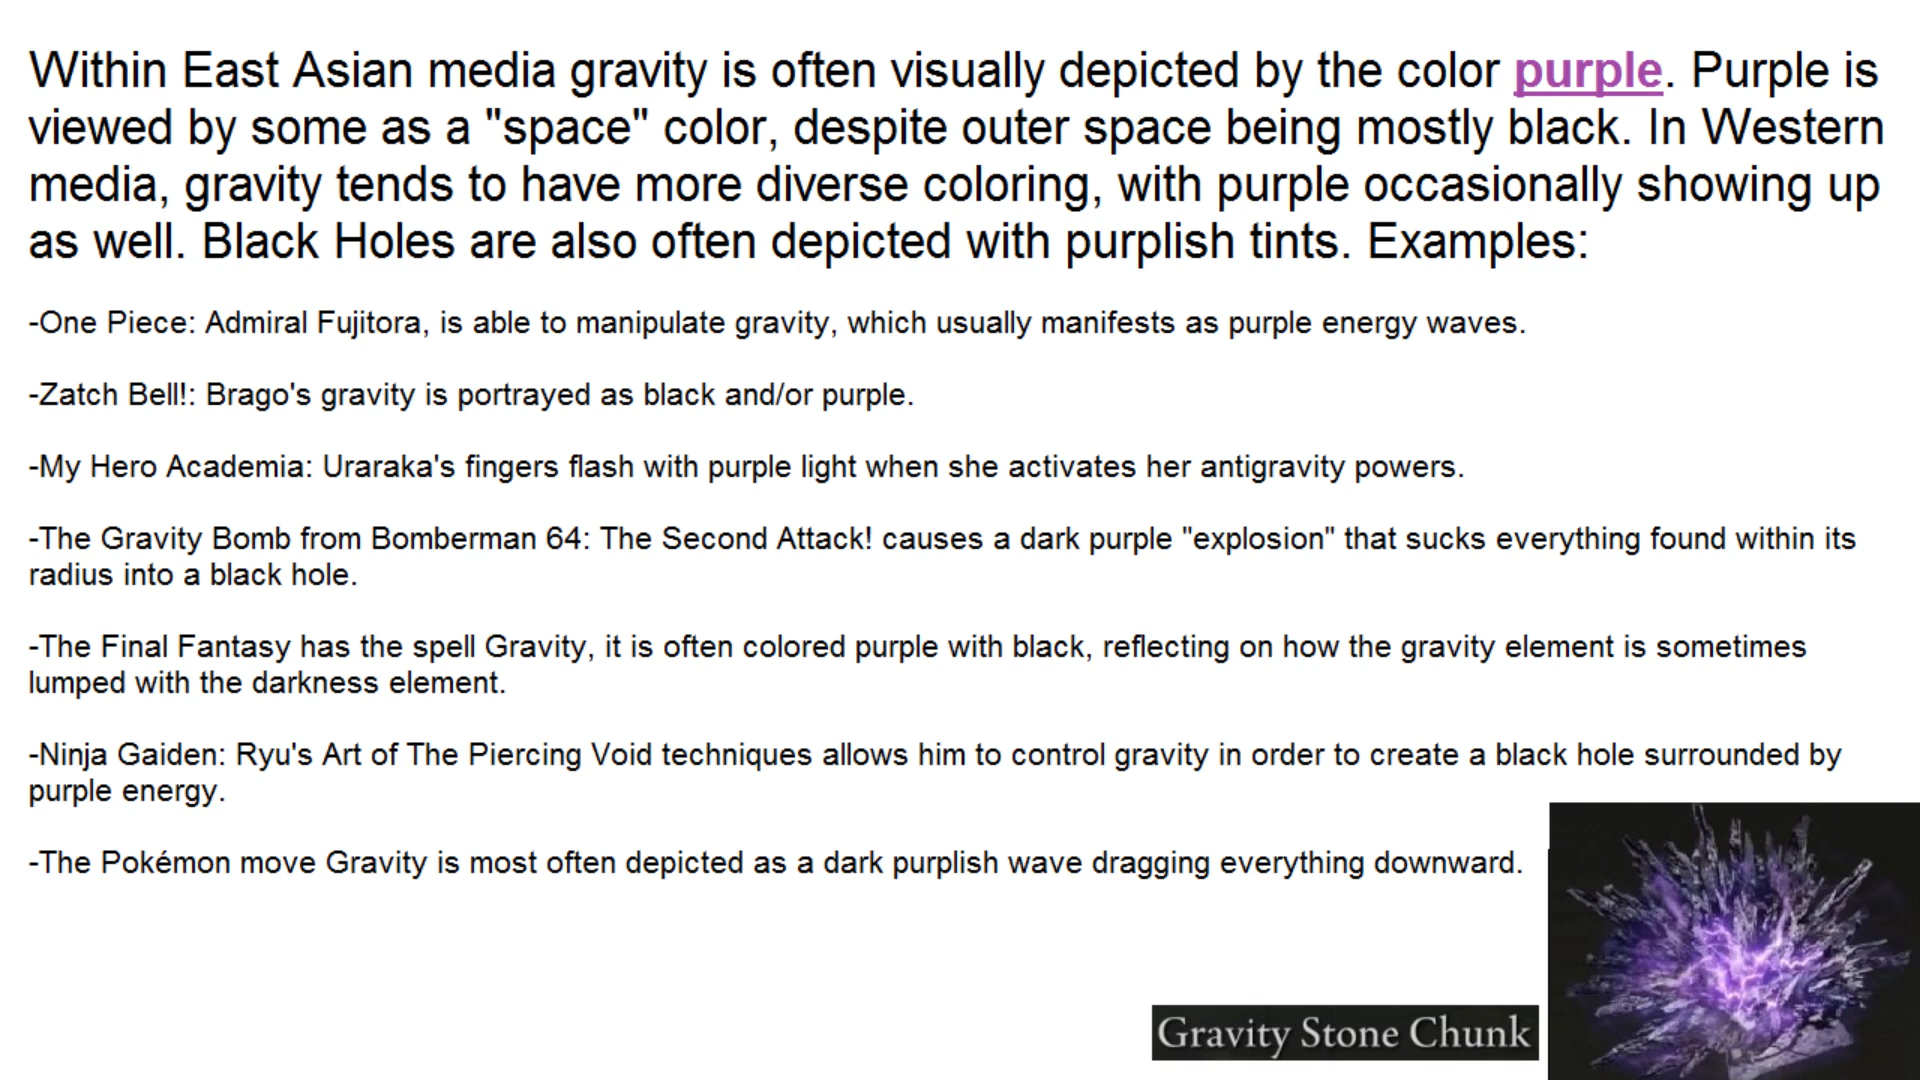 Within East Asian media gravity is often visually depicted by the color purple. Purple is
viewed by some as a "space" color, despite outer space being mostly black. In Western
media, gravity tends to have more diverse coloring, with purple occasionally showing up
as well. Black Holes are also often depicted with purplish tints. Examples:
-One Piece: Admiral Fujitora, is able to manipulate gravity, which usually manifests as purple energy waves.
-Zatch Bell!: Brago's gravity is portrayed as black and/or purple.
-My Hero Academia: Uraraka's fingers flash with purple light when she activates her antigravity powers.
-The Gravity Bomb from Bomberman 64: The Second Attack! causes a dark purple "explosion" that sucks everything found within its
radius into a black hole.
-The Final Fantasy has the spell Gravity, it is often colored purple with black, reflecting on how the gravity element is sometimes
lumped with the darkness element.
-Ninja Gaiden: Ryu's Art of The Piercing Void techniques allows him to control gravity in order to create a black hole surrounded by
purple energy.
-The Pokémon move Gravity is most often depicted as a dark purplish wave dragging everything downward.
Gravity Stone Chunk